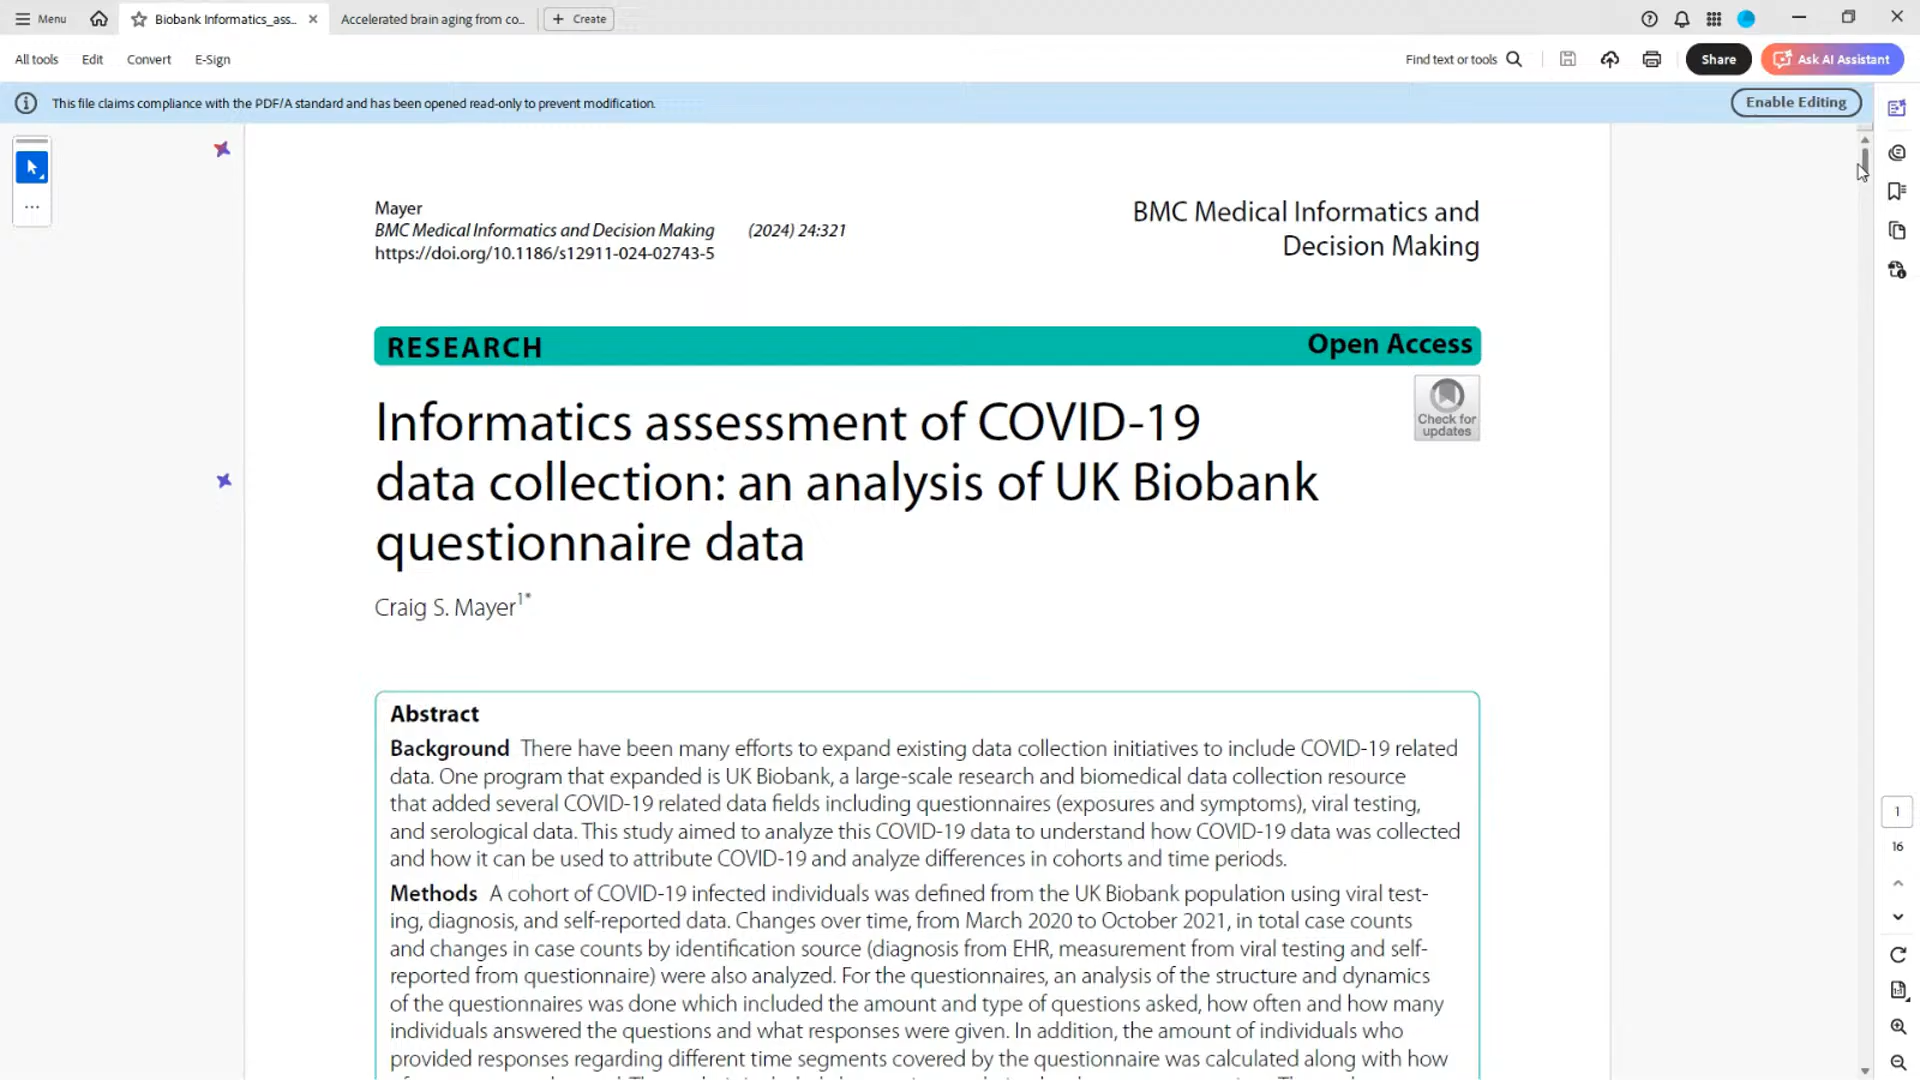 Menu
Biobank Informatics_ass...
Accelerated brain aging from co...
Create
All tools
Edit
Convert
E-Sign
Find text or tools
Share
Ask AI Assistant
This file claims compliance with the PDF/A standard and has been opened read-only to prevent modification.
Enable Editing
Mayer
BMC Medical Informatics and Decision Making (2024) 24:321
https://doi.org/10.1186/s12911-024-02743-5
BMC Medical Informatics and
Decision Making
RESEARCH
Open Access
Check for
updates
Informatics assessment of COVID-19
data collection: an analysis of UK Biobank
questionnaire data
Craig S. Mayer1*
Abstract
Background There have been many efforts to expand existing data collection initiatives to include COVID-19 related
data. One program that expanded is UK Biobank, a large-scale research and biomedical data collection resource
that added several COVID-19 related data fields including questionnaires (exposures and symptoms), viral testing,
and serological data. This study aimed to analyze this COVID-19 data to understand how COVID-19 data was collected
and how it can be used to attribute COVID-19 and analyze differences in cohorts and time periods.
Methods A cohort of COVID-19 infected individuals was defined from the UK Biobank population using viral test-
ing, diagnosis, and self-reported data. Changes over time, from March 2020 to October 2021, in total case counts
and changes in case counts by identification source (diagnosis from EHR, measurement from viral testing and self-
reported from questionnaire) were also analyzed. For the questionnaires, an analysis of the structure and dynamics
of the questionnaires was done which included the amount and type of questions asked, how often and how many
individuals answered the questions and what responses were given. In addition, the amount of individuals who
provided responses regarding different time segments covered by the questionnaire was calculated along with how
1
16